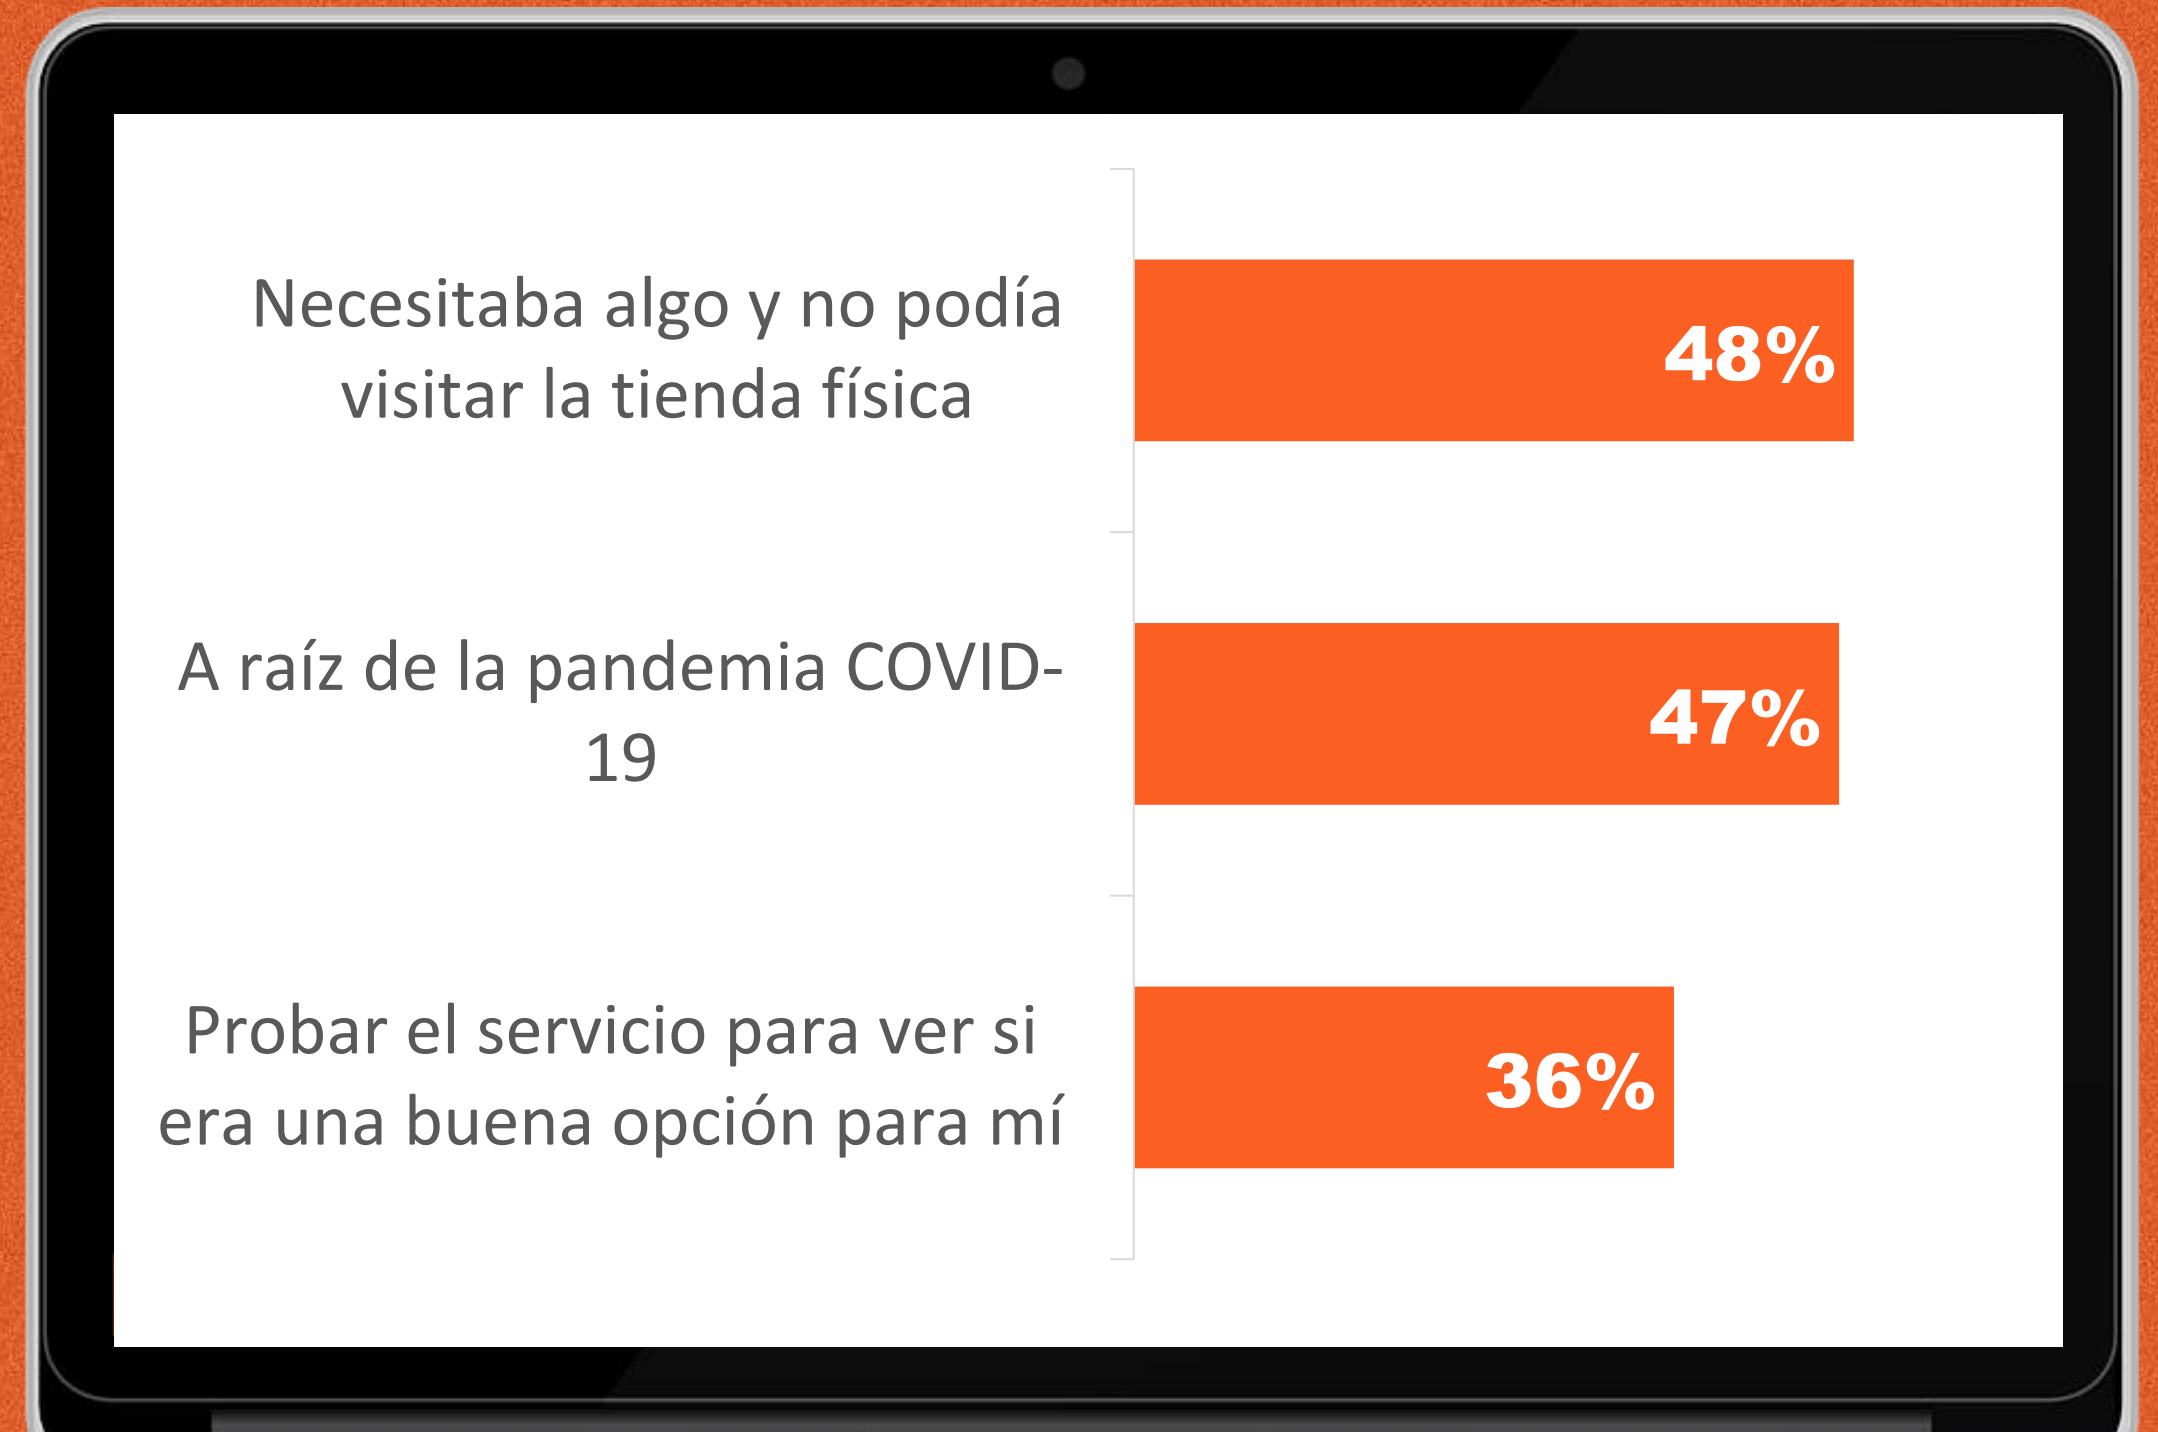 Necesitaba algo y no podía
visitar la tienda física
48%
A raíz de la pandemia COVID-
19
47%
Probar el servicio para ver si
era una buena opción para mí
36%